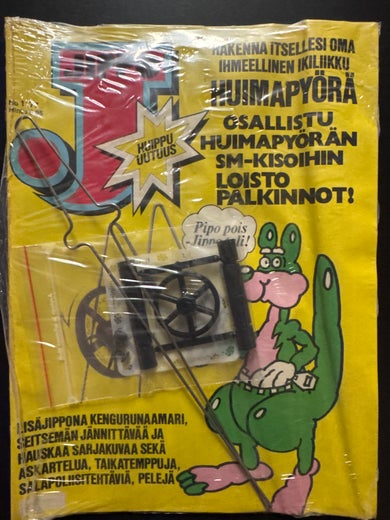 RAKENNA ITSELLESI OMA
IHMEELLINEN IKILIIKKU
HUIMAPYÖRÄ
OSALLISTU
HUIMAPYÖRÄN
SM-KISOIHIN
LOISTO
PALKINNOT!
HUIPPU
UUTUUS
Pipo pois
LISÄJIPPONA KENGURUNAAMARI,
SEITSEMÄN JÄNNITTÄVÄÄ JA
HAUSKAA SARJAKUVAA SEKÄ
ASKARTELUA, TAIKATEMPPUJA,
SALAPOLIISITEHTÄVIÄ, PELEJÄ